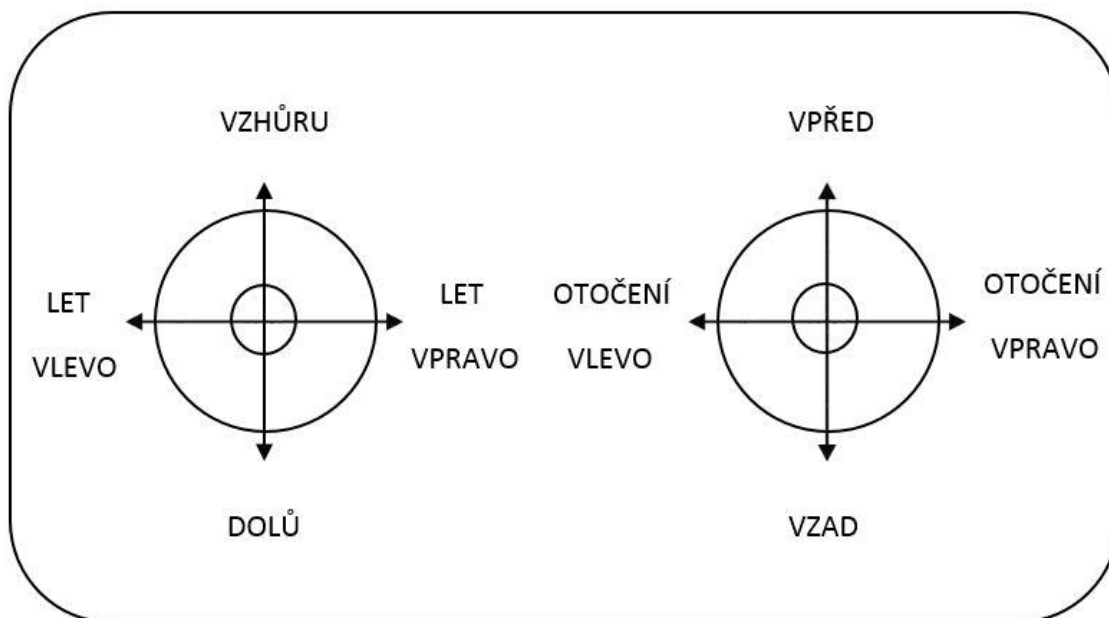 VZHŮRU
VPŘED
LET
VLEVO
LET
VPRAVO
OTOČENÍ
VLEVO
OTOČENÍ
VPRAVO
DOLŮ
VZAD